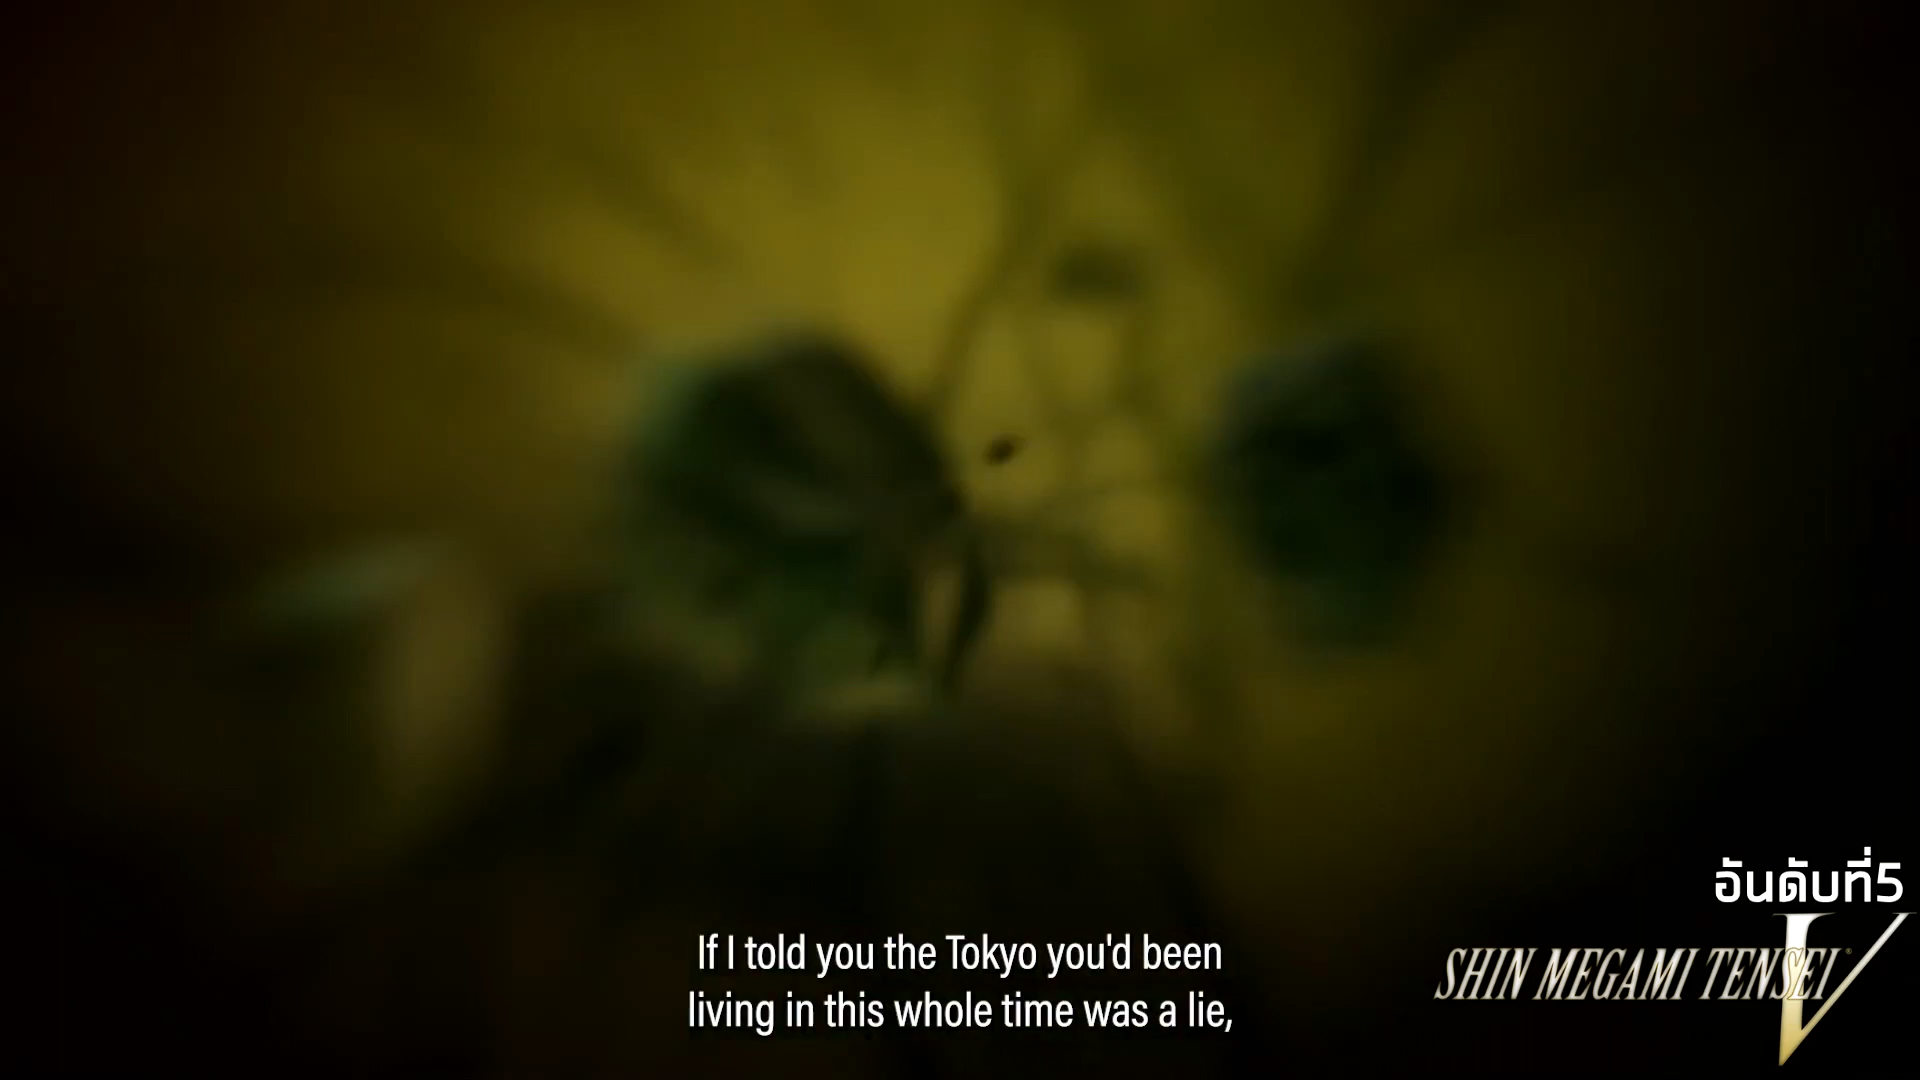 อันดับที่5
SHIN MEGAMI TENSEI V
If I told you the Tokyo you'd been
living in this whole time was a lie,